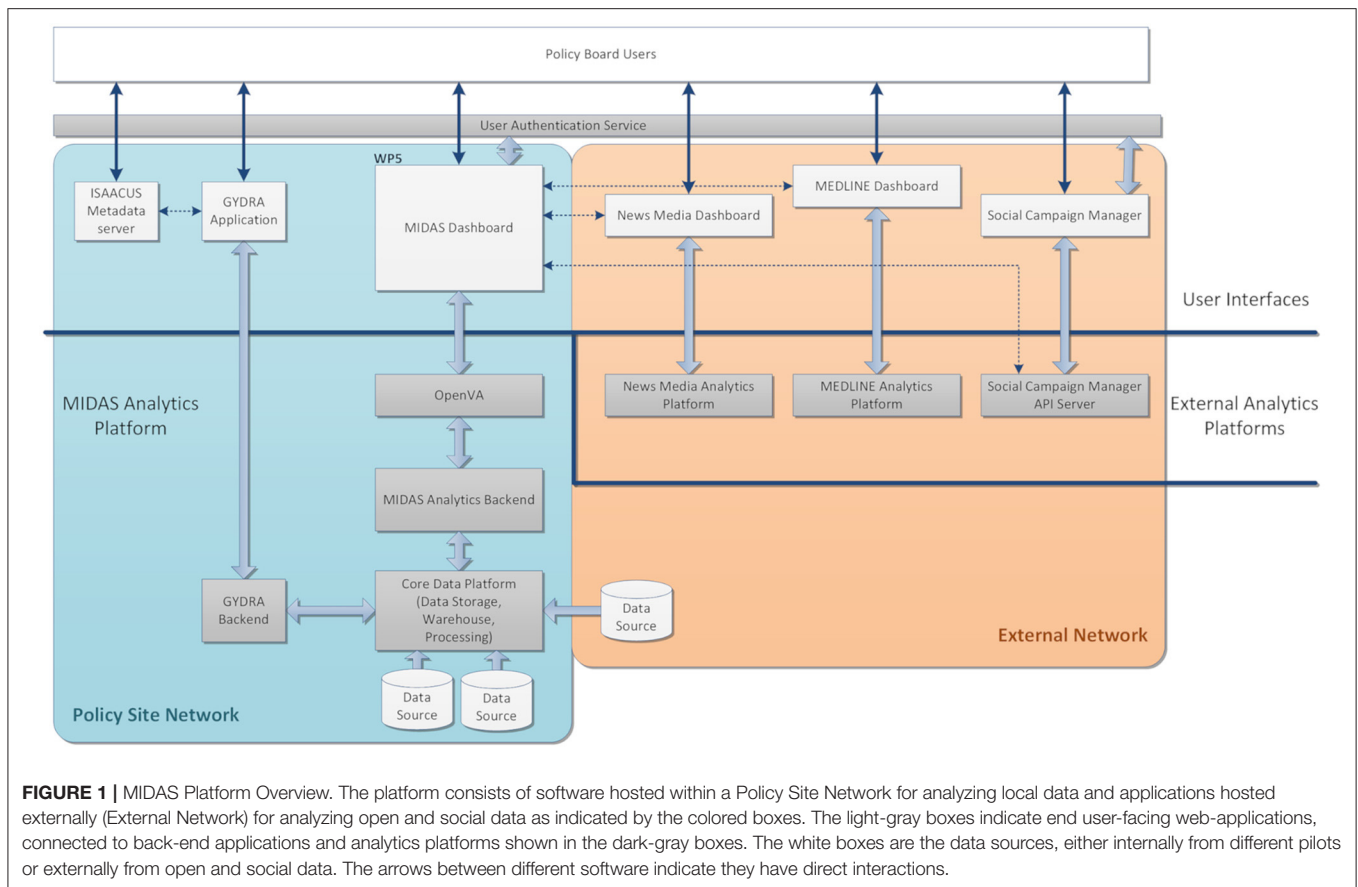 Policy Board Users
User Authentication Service
WP5
ISAACUS
Metadata
server
GYDRA
Application
MIDAS Dashboard
News Media Dashboard
MEDLINE Dashboard
Social Campaign Manager
User Interfaces
MIDAS Analytics
Platform
OpenVA
News Media Analytics
Platform
MEDLINE Analytics
Platform
Social Campaign Manager
API Server
External Analytics
Platforms
MIDAS Analytics Backend
GYDRA
Backend
Core Data Platform
(Data Storage,
Warehouse,
Processing)
Data
Source
External Network
Data
Source
Data
Source
Policy Site Network
FIGURE 1 | MIDAS Platform Overview. The platform consists of software hosted within a Policy Site Network for analyzing local data and applications hosted
externally (External Network) for analyzing open and social data as indicated by the colored boxes. The light-gray boxes indicate end user-facing web-applications,
connected to back-end applications and analytics platforms shown in the dark-gray boxes. The white boxes are the data sources, either internally from different pilots
or externally from open and social data. The arrows between different software indicate they have direct interactions.